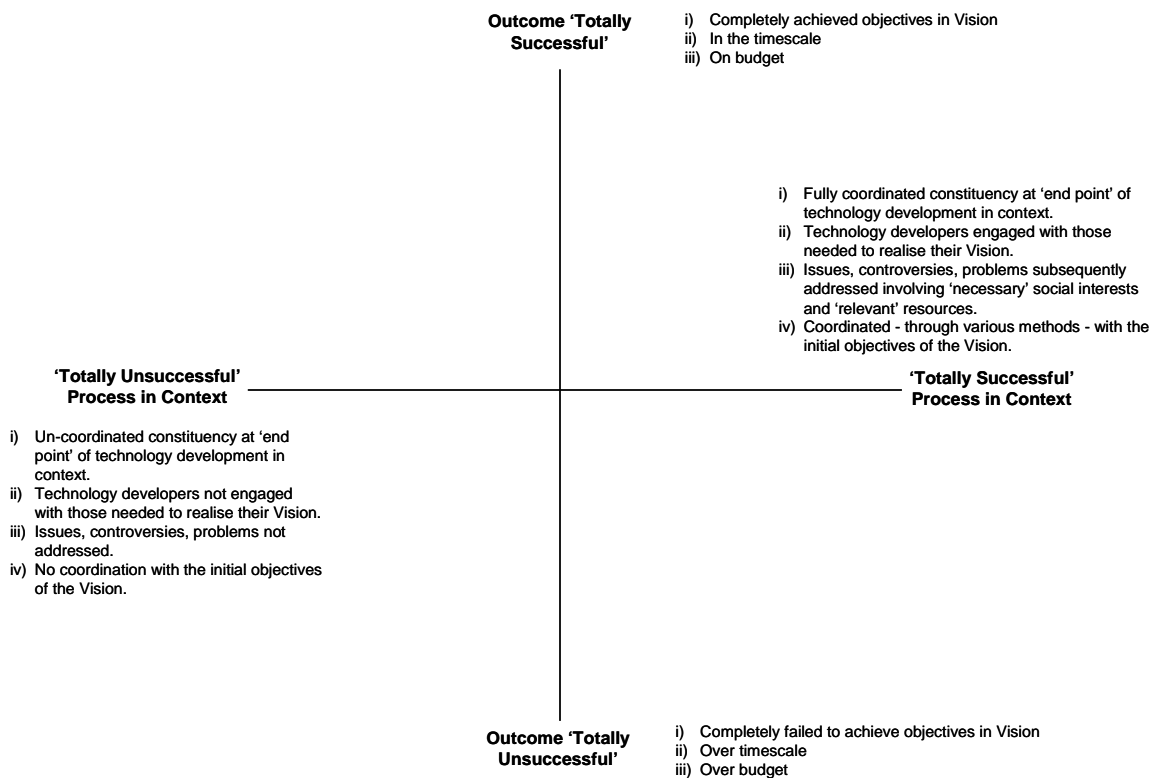 Outcome ‘Totally
Successful’
i) Completely achieved objectives in Vision
ii) In the timescale
iii) On budget
i) Fully coordinated constituency at ‘end point’ of
technology development in context.
ii) Technology developers engaged with those
needed to realise their Vision.
iii) Issues, controversies, problems subsequently
addressed involving ‘necessary’ social interests
and ‘relevant’ resources.
iv) Coordinated - through various methods - with the
initial objectives of the Vision.
‘Totally Unsuccessful’
Process in Context
‘Totally Successful’
Process in Context
i) Un-coordinated constituency at ‘end
point’ of technology development in
context.
ii) Technology developers not engaged
with those needed to realise their Vision.
iii) Issues, controversies, problems not
addressed.
iv) No coordination with the initial objectives
of the Vision.
Outcome ‘Totally
Unsuccessful’
i) Completely failed to achieve objectives in Vision
ii) Over timescale
iii) Over budget